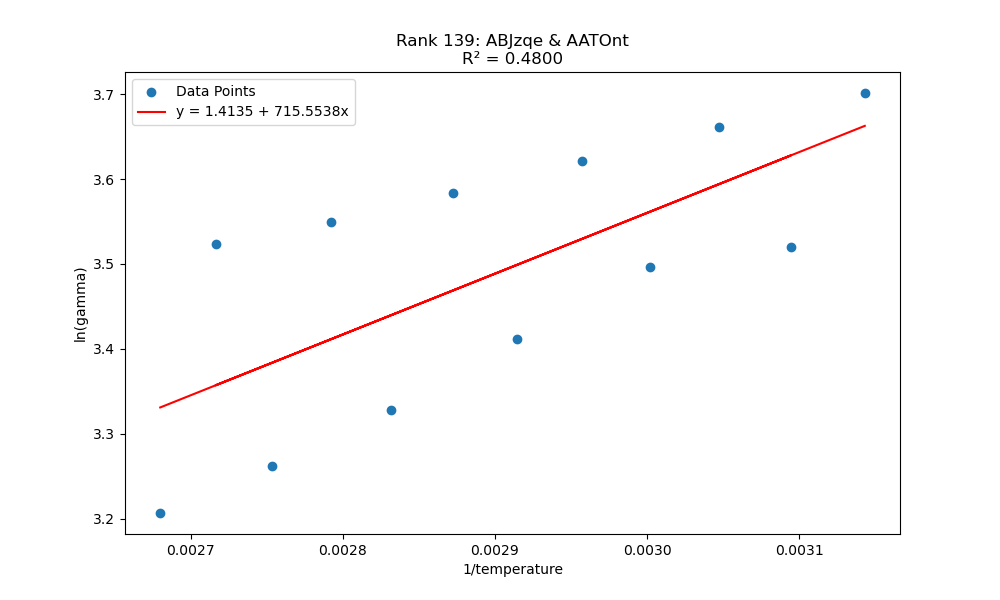 Rank 139: ABJzqe & AATOnt
R² = 0.4800
Data Points
y = 1.4135 + 715.5538x
ln(gamma)
3.7
3.6
3.5
3.4
3.3
3.2
0.0027
0.0028
0.0029
0.0030
0.0031
1/temperature